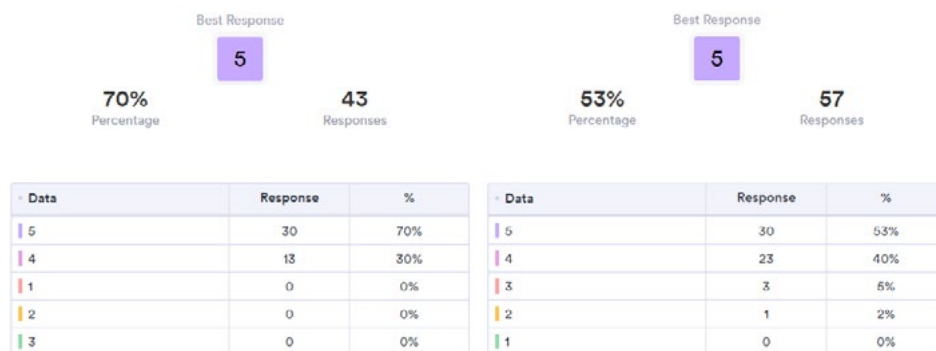 Best Response
5
70% 43
Percentage Responses
Data Response %
5 30 70%
4 13 30%
1 0 0%
2 0 0%
3 0 0%
Best Response
5
53% 57
Percentage Responses
Data Response %
5 30 53%
4 23 40%
3 3 5%
2 1 2%
1 0 0%